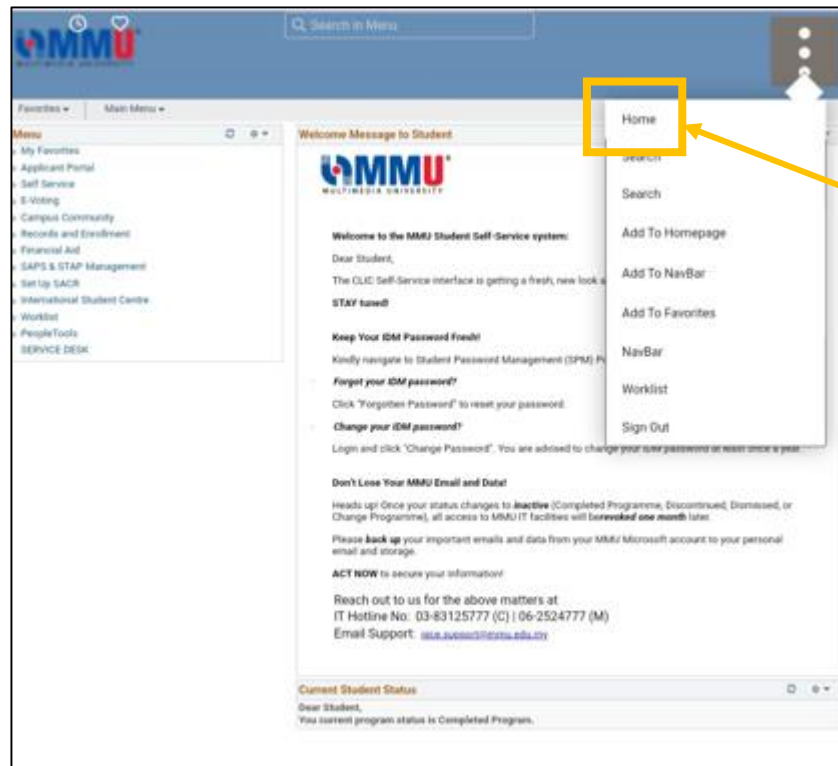 MMU
MULTIMEDIA UNIVERSITY
Search in Menu
Favorites
Main Menu
Menu
My Favorites
Applicant Portal
Self Service
E-Voting
Campus Community
Records and Enrollment
Financial Aid
SAPS & STAP Management
Set Up SACR
International Student Centre
Worklist
PeopleTools
SERVICE DESK
Welcome Message to Student
MMU
MULTIMEDIA UNIVERSITY
Welcome to the MMU Student Self-Service system:
Dear Student,
The CLIC Self-Service interface is getting a fresh, new look
STAY tuned!
Keep Your IDM Password Fresh!
Kindly navigate to Student Password Management (SPM)
Forgot your IDM password?
Click "Forgotten Password" to reset your password.
Change your IDM password?
Login and click "Change Password". You are advised to change your IDM password at least once a year.
Don't Lose Your MMU Email and Data!
Heads up! Once your status changes to inactive (Completed Programme, Discontinued, Dismissed, or
Change Programme), all access to MMU IT facilities will be revoked one month later.
Please back up your important emails and data from your MMU Microsoft account to your personal
email and storage.
ACT NOW to secure your information!
Reach out to us for the above matters at
IT Hotline No: 03-83125777 (C) | 06-2524777 (M)
Email Support:
Current Student Status
Dear Student,
You current program status is Completed Program.
Home
Search
Search
Add To Homepage
Add To NavBar
Add To Favorites
NavBar
Worklist
Sign Out